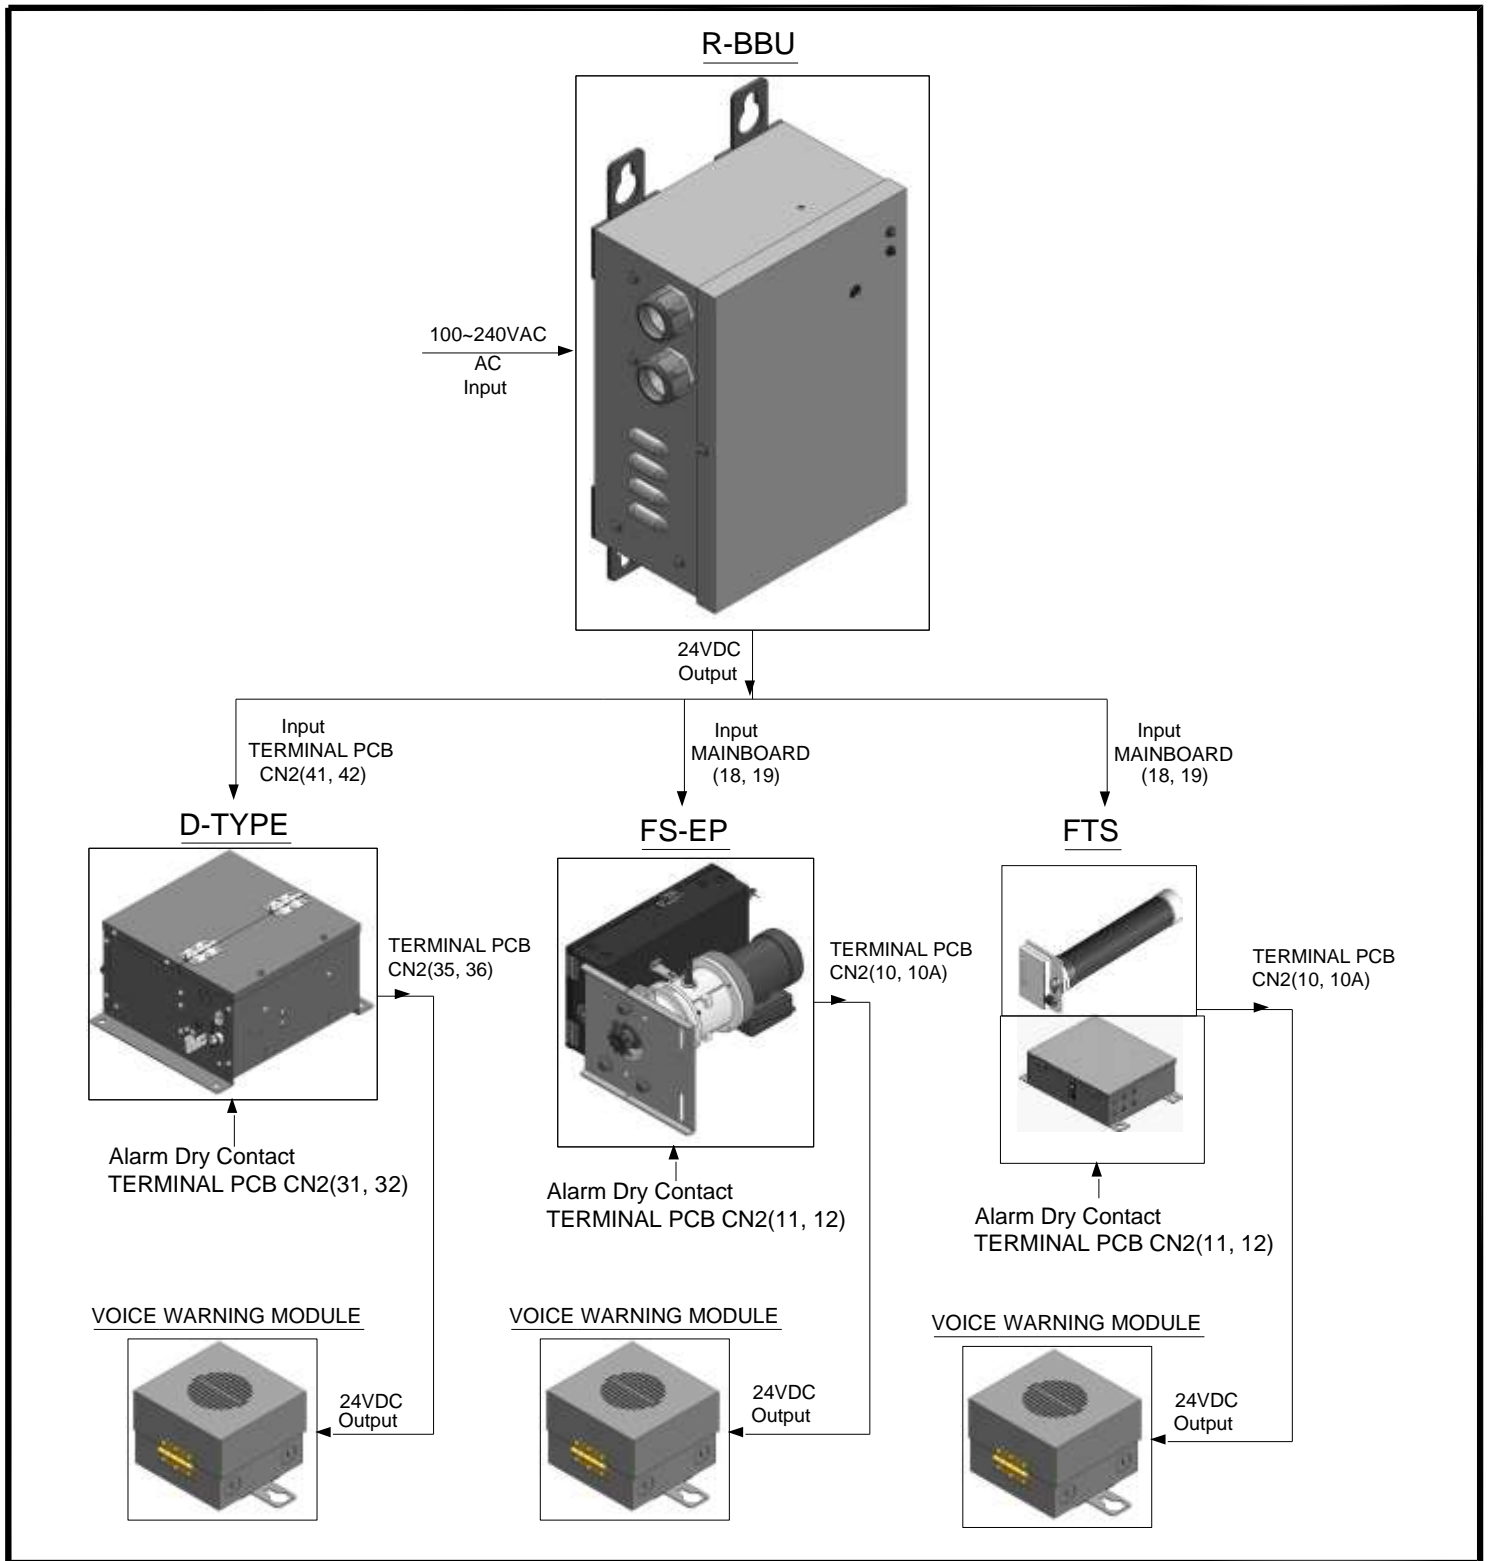 R-BBU
100~240VAC
AC
Input
24VDC
Output
Input
TERMINAL PCB
CN2(41, 42)
Input
MAINBOARD
(18, 19)
Input
MAINBOARD
(18, 19)
D-TYPE
FS-EP
FTS
TERMINAL PCB
CN2(35, 36)
TERMINAL PCB
CN2(10, 10A)
TERMINAL PCB
CN2(10, 10A)
Alarm Dry Contact
TERMINAL PCB CN2(31, 32)
Alarm Dry Contact
TERMINAL PCB CN2(11, 12)
Alarm Dry Contact
TERMINAL PCB CN2(11, 12)
VOICE WARNING MODULE
VOICE WARNING MODULE
VOICE WARNING MODULE
24VDC
Output
24VDC
Output
24VDC
Output